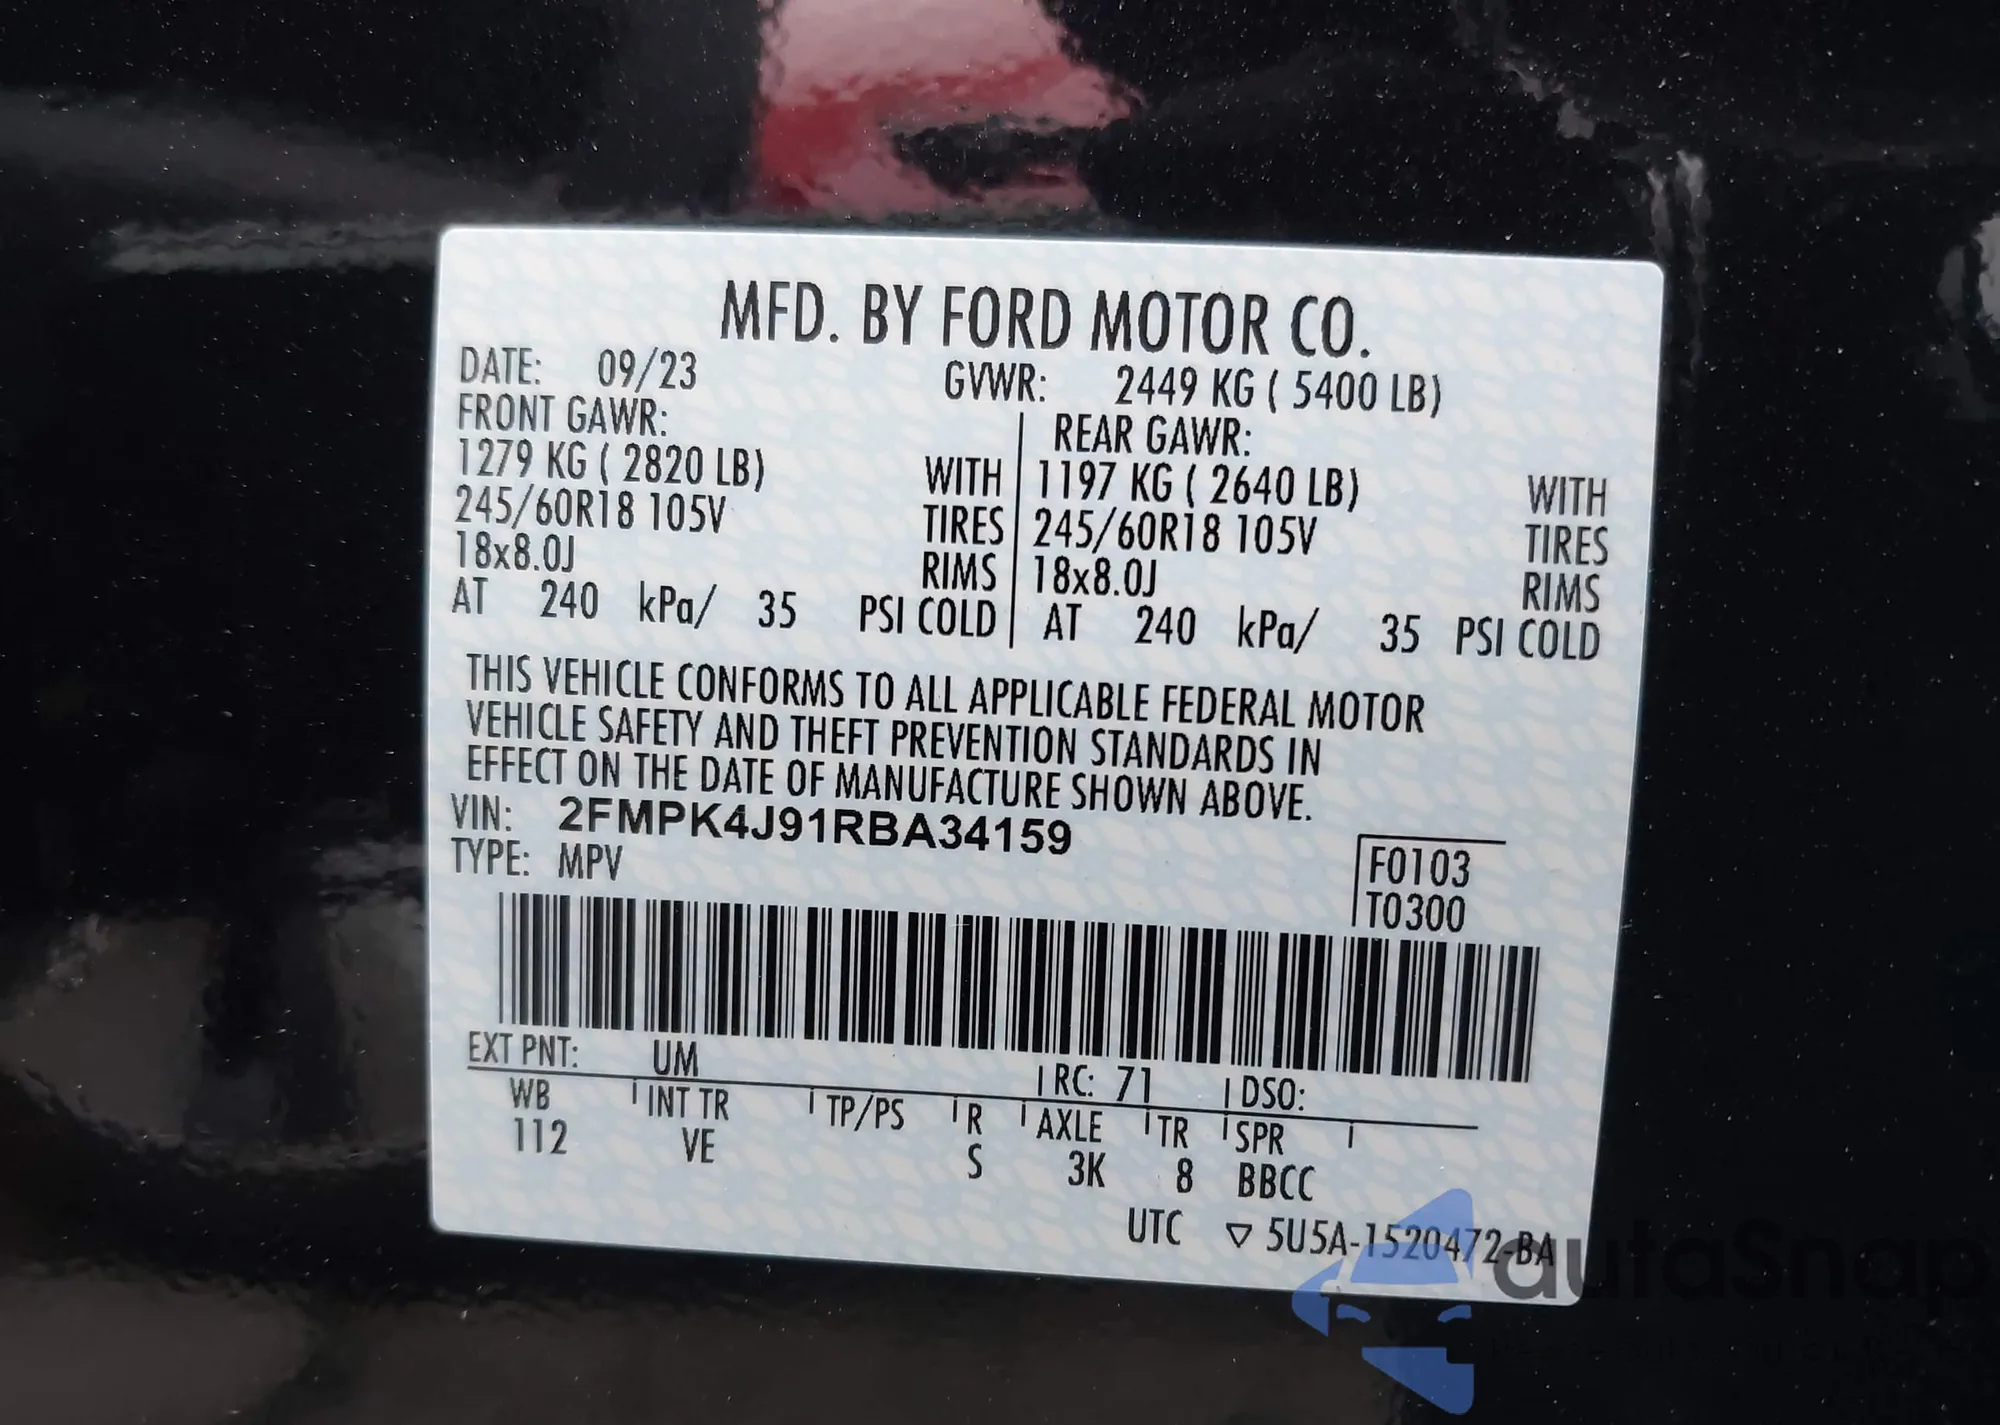 MFD. BY FORD MOTOR CO.
DATE: 09/23 GVWR: 2449 KG ( 5400 LB)
FRONT GAWR: REAR GAWR:
1279 KG ( 2820 LB) WITH 1197 KG ( 2640 LB) WITH
245/60R18 105V TIRES 245/60R18 105V TIRES
18x8.0J RIMS 18x8.0J RIMS
AT 240 kPa/ 35 PSI COLD AT 240 kPa/ 35 PSI COLD
THIS VEHICLE CONFORMS TO ALL APPLICABLE FEDERAL MOTOR
VEHICLE SAFETY AND THEFT PREVENTION STANDARDS IN
EFFECT ON THE DATE OF MANUFACTURE SHOWN ABOVE.
VIN: 2FMPK4J91RBA34159
TYPE: MPV
F0103
T0300
EXT PNT: UM RC: 71 DSO:
WB INT TR TP/PS R AXLE TR SPR
112 VE S 3K 8 BBCC
UTC ▽ 5U5A-1520472-BA
autasnap